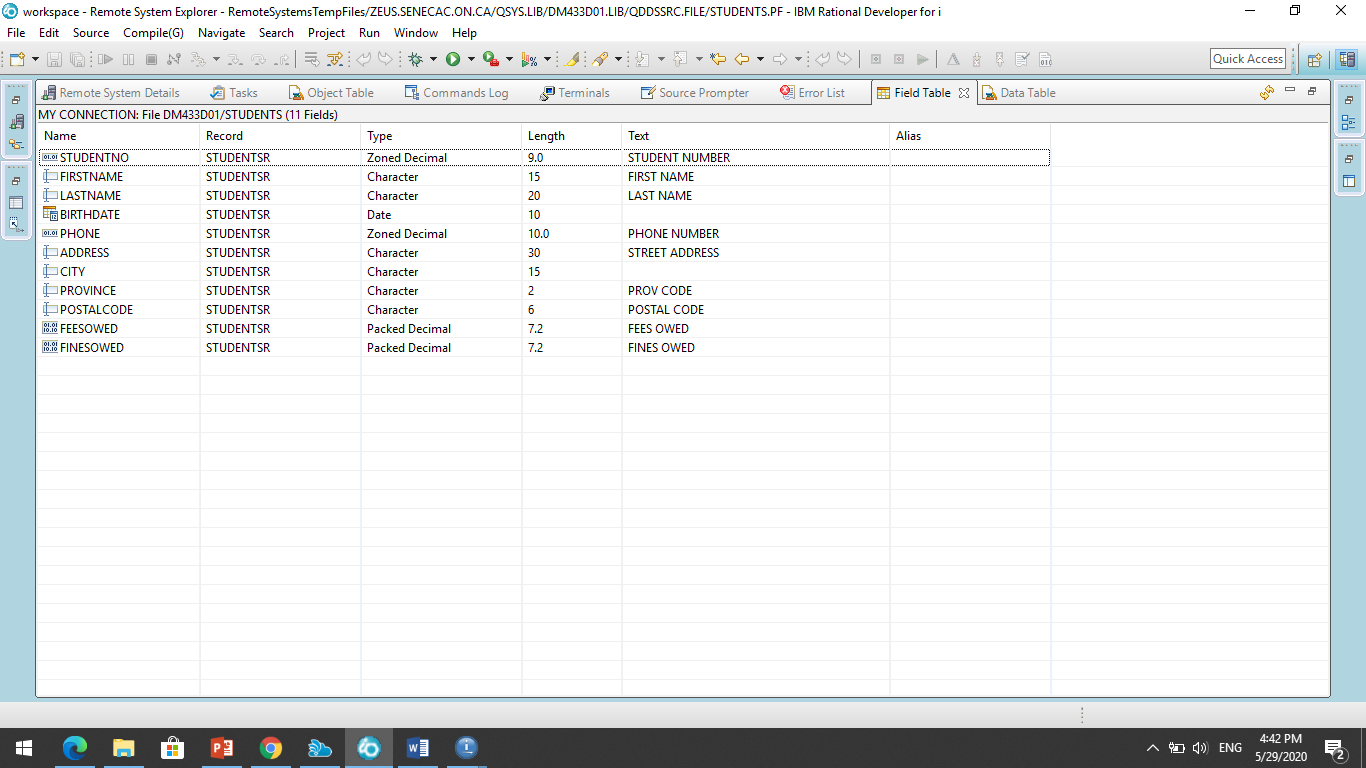 workspace - Remote System Explorer - RemoteSystemsTempFiles/ZEUS.SENECAC.ON.CA/QSYS.LIB/DM433D01.LIB/QDDSSRC.FILE/STUDENTS.PF - IBM Rational Developer for i
File Edit Source Compile(G) Navigate Search Project Run Window Help
Quick Access
Remote System Details Tasks Object Table Commands Log Terminals Source Prompter Error List Field Table Data Table
MY CONNECTION: File DM433D01/STUDENTS (11 Fields)
Name Record Type Length Text Alias
STUDENTNO STUDENTSR Zoned Decimal 9.0 STUDENT NUMBER
FIRSTNAME STUDENTSR Character 15 FIRST NAME
LASTNAME STUDENTSR Character 20 LAST NAME
BIRTHDATE STUDENTSR Date 10
PHONE STUDENTSR Zoned Decimal 10.0 PHONE NUMBER
ADDRESS STUDENTSR Character 30 STREET ADDRESS
CITY STUDENTSR Character 15
PROVINCE STUDENTSR Character 2 PROV CODE
POSTALCODE STUDENTSR Character 6 POSTAL CODE
FEESOWED STUDENTSR Packed Decimal 7.2 FEES OWED
FINESOWED STUDENTSR Packed Decimal 7.2 FINES OWED
ENG
4:42 PM
5/29/2020
2